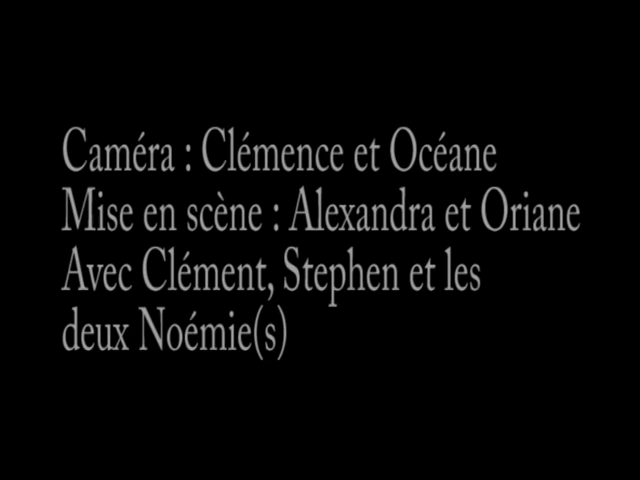 Caméra : Clémence et Océane
Mise en scène : Alexandra et Oriane
Avec Clément, Stephen et les
deux Noémie(s)